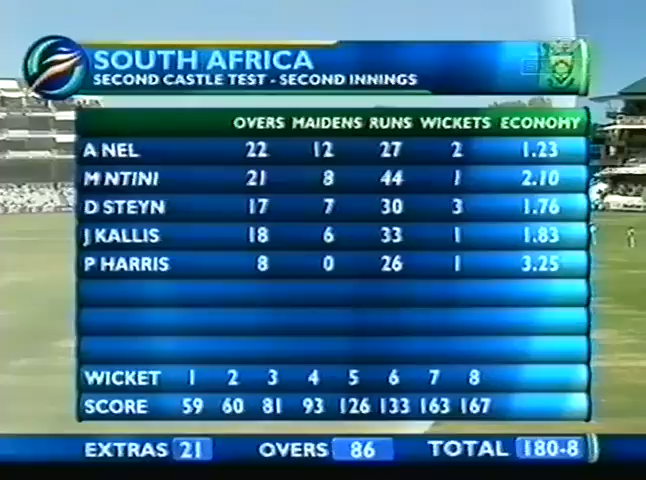 SOUTH AFRICA
SECOND CASTLE TEST - SECOND INNINGS
OVERS MAIDENS RUNS WICKETS ECONOMY
A NEL 22 12 27 2 1.23
M NTINI 21 8 44 1 2.10
D STEYN 17 7 30 3 1.76
J KALLIS 18 6 33 1 1.83
P HARRIS 8 0 26 1 3.25
WICKET 1 2 3 4 5 6 7 8
SCORE 59 60 81 93 126 133 163 167
EXTRAS 21 OVERS 86 TOTAL 180-8